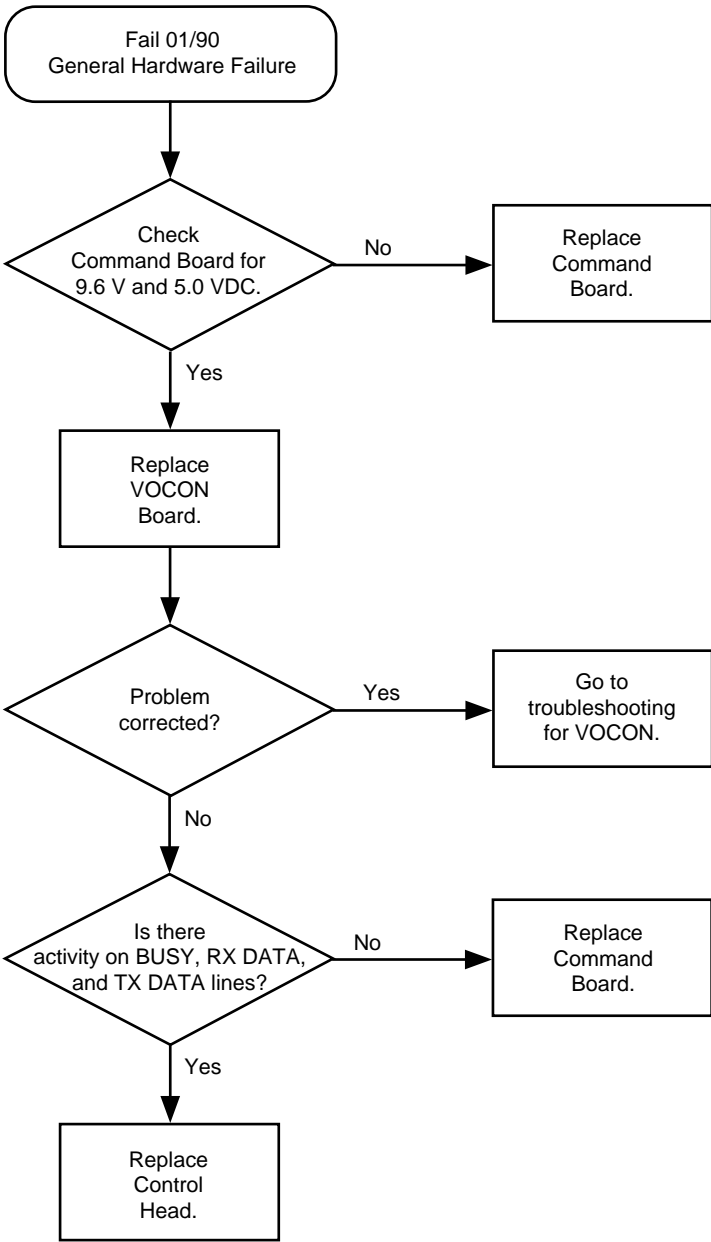 Fail 01/90
General Hardware Failure
Check
Command Board for
9.6 V and 5.0 VDC.
No
Replace
Command
Board.
Yes
Replace
VOCON
Board.
Problem
corrected?
Yes
Go to
troubleshooting
for VOCON.
No
Is there
activity on BUSY, RX DATA,
and TX DATA lines?
No
Replace
Command
Board.
Yes
Replace
Control
Head.